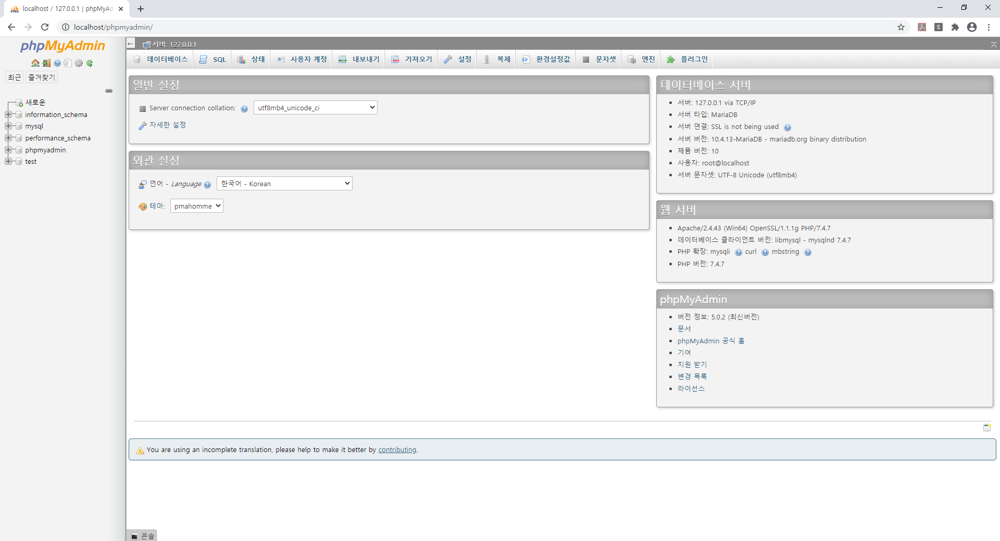 localhost / 127.0.0.1 | phpMyAd
localhost/phpmyadmin/
phpMyAdmin
최근 즐겨찾기
새로운
information_schema
mysql
performance_schema
phpmyadmin
test
서버: 127.0.0.1
데이터베이스 SQL 상태 사용자 계정 내보내기 가져오기 설정 복제 환경설정값 문자셋 엔진 플러그인
일반 설정
Server connection collation: utf8mb4_unicode_ci
자세한 설정
외관 설정
언어 - Language 한국어 - Korean
테마: pmahomme
데이터베이스 서버
서버: 127.0.0.1 via TCP/IP
서버 타입: MariaDB
서버 연결: SSL is not being used
서버 버전: 10.4.13-MariaDB - mariadb.org binary distribution
제품 버전: 10
사용자: root@localhost
서버 문자셋: UTF-8 Unicode (utf8mb4)
웹 서버
Apache/2.4.43 (Win64) OpenSSL/1.1.1g PHP/7.4.7
데이터베이스 클라이언트 버전: libmysql - mysqlnd 7.4.7
PHP 확장: mysqli curl mbstring
PHP 버전: 7.4.7
phpMyAdmin
버전 정보: 5.0.2 (최신버전)
문서
phpMyAdmin 공식 홈
기여
지원 받기
변경 목록
라이선스
You are using an incomplete translation, please help to make it better by contributing.
콘솔